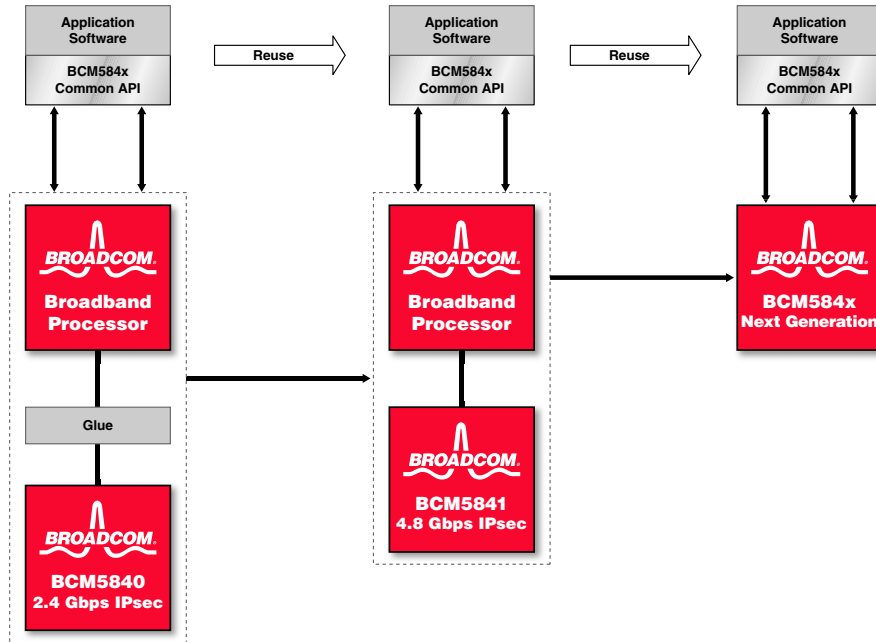 Application
Software
BCM584x
Common API
Reuse
Application
Software
BCM584x
Common API
Reuse
Application
Software
BCM584x
Common API
BROADCOM®
Broadband
Processor
Glue
BROADCOM®
BCM5840
2.4 Gbps IPsec
BROADCOM®
Broadband
Processor
BROADCOM®
BCM5841
4.8 Gbps IPsec
BROADCOM®
BCM584x
Next Generation